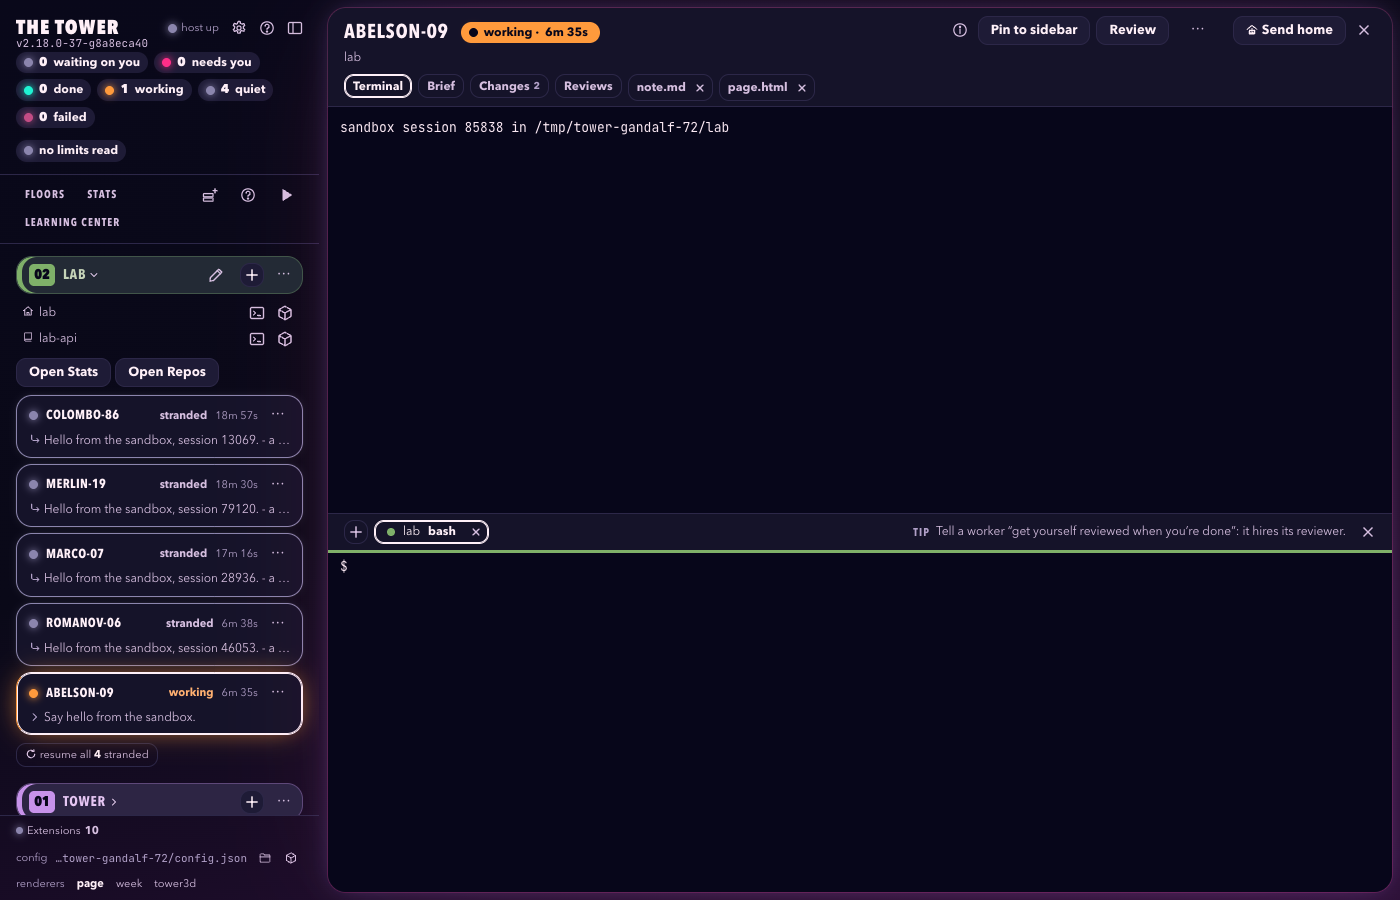 THE TOWER
host up
v2.18.0-37-g8a8eca40
0 waiting on you
0 needs you
0 done
1 working
4 quiet
0 failed
no limits read
FLOORS
STATS
LEARNING CENTER
02 LAB
lab
lab-api
Open Stats
Open Repos
COLOMBO-86 stranded 18m 57s ...
Hello from the sandbox, session 13069. - a ...
MERLIN-19 stranded 18m 30s ...
Hello from the sandbox, session 79120. - a ...
MARCO-07 stranded 17m 16s ...
Hello from the sandbox, session 28936. - a ...
ROMANOV-06 stranded 6m 38s ...
Hello from the sandbox, session 46053. - a ...
ABELSON-09 working 6m 35s ...
Say hello from the sandbox.
resume all 4 stranded
01 TOWER
Extensions 10
config …tower-gandalf-72/config.json
renderers page week tower3d
ABELSON-09 working · 6m 35s
Pin to sidebar
Review
...
Send home
lab
Terminal
Brief
Changes 2
Reviews
note.md
page.html
sandbox session 85838 in /tmp/tower-gandalf-72/lab
lab bash
TIP Tell a worker “get yourself reviewed when you’re done”: it hires its reviewer.
$